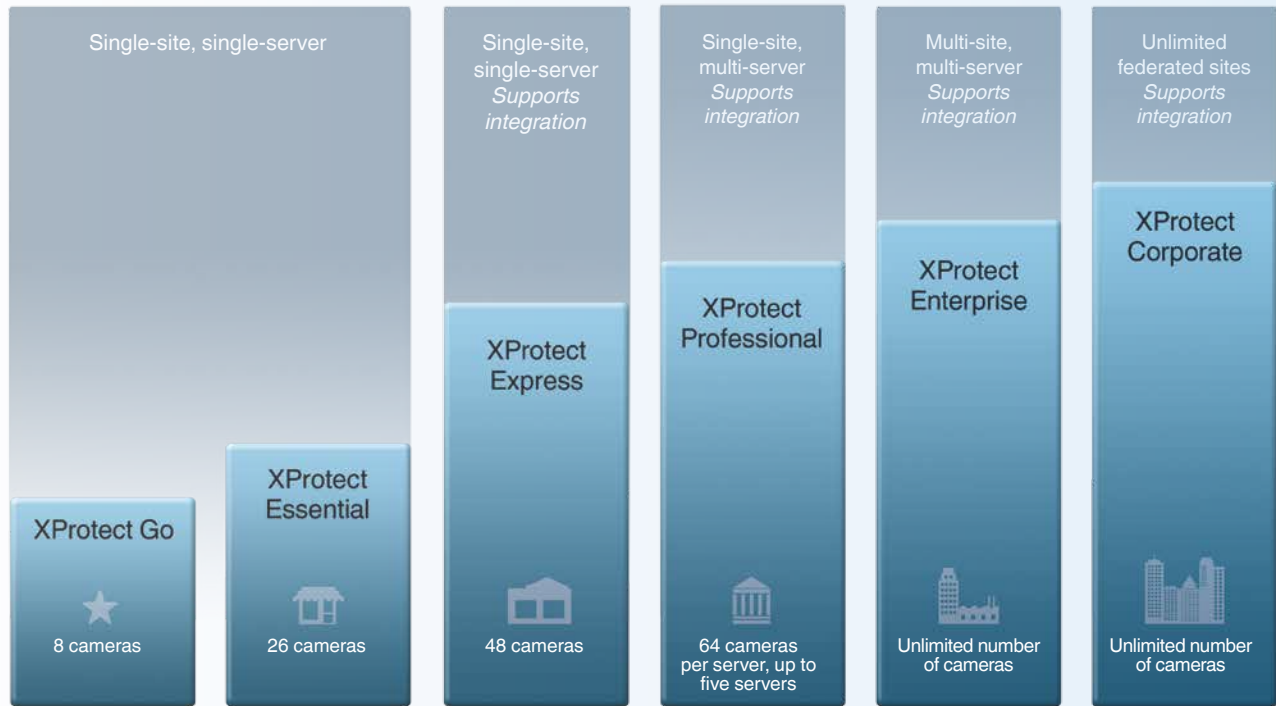 Single-site, single-server
Single-site,
single-server
Supports
integration
Single-site,
multi-server
Supports
integration
Multi-site,
multi-server
Supports
integration
Unlimited
federated sites
Supports
integration
XProtect Go
8 cameras
XProtect
Essential
26 cameras
XProtect
Express
48 cameras
XProtect
Professional
64 cameras
per server, up to
five servers
XProtect
Enterprise
Unlimited number
of cameras
XProtect
Corporate
Unlimited number
of cameras